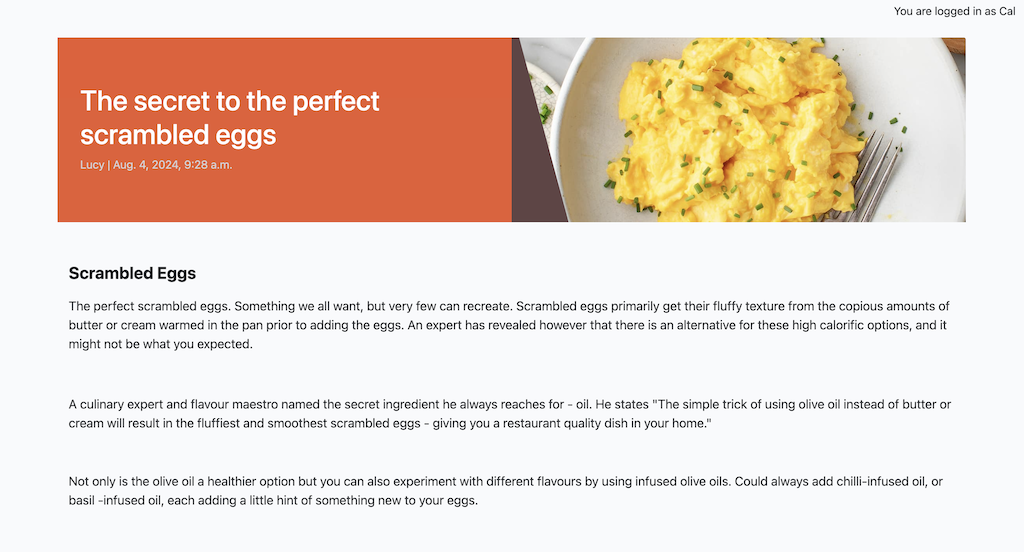 You are logged in as Cal
The secret to the perfect
scrambled eggs
Lucy | Aug. 4, 2024, 9:28 a.m.
Scrambled Eggs
The perfect scrambled eggs. Something we all want, but very few can recreate. Scrambled eggs primarily get their fluffy texture from the copious amounts of
butter or cream warmed in the pan prior to adding the eggs. An expert has revealed however that there is an alternative for these high calorific options, and it
might not be what you expected.
A culinary expert and flavour maestro named the secret ingredient he always reaches for - oil. He states "The simple trick of using olive oil instead of butter or
cream will result in the fluffiest and smoothest scrambled eggs - giving you a restaurant quality dish in your home."
Not only is the olive oil a healthier option but you can also experiment with different flavours by using infused olive oils. Could always add chilli-infused oil, or
basil -infused oil, each adding a little hint of something new to your eggs.